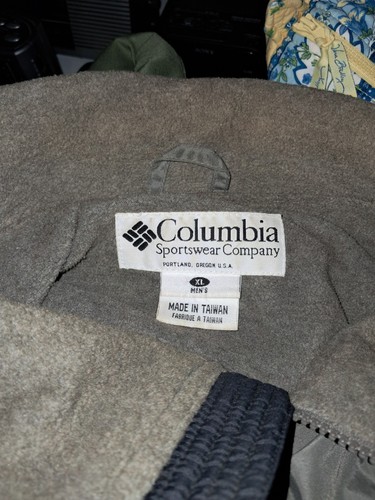 Columbia
Sportswear Company
PORTLAND, OREGON U.S.A.
XL
MEN'S
MADE IN TAIWAN
FABRIQUE A TAIWAN